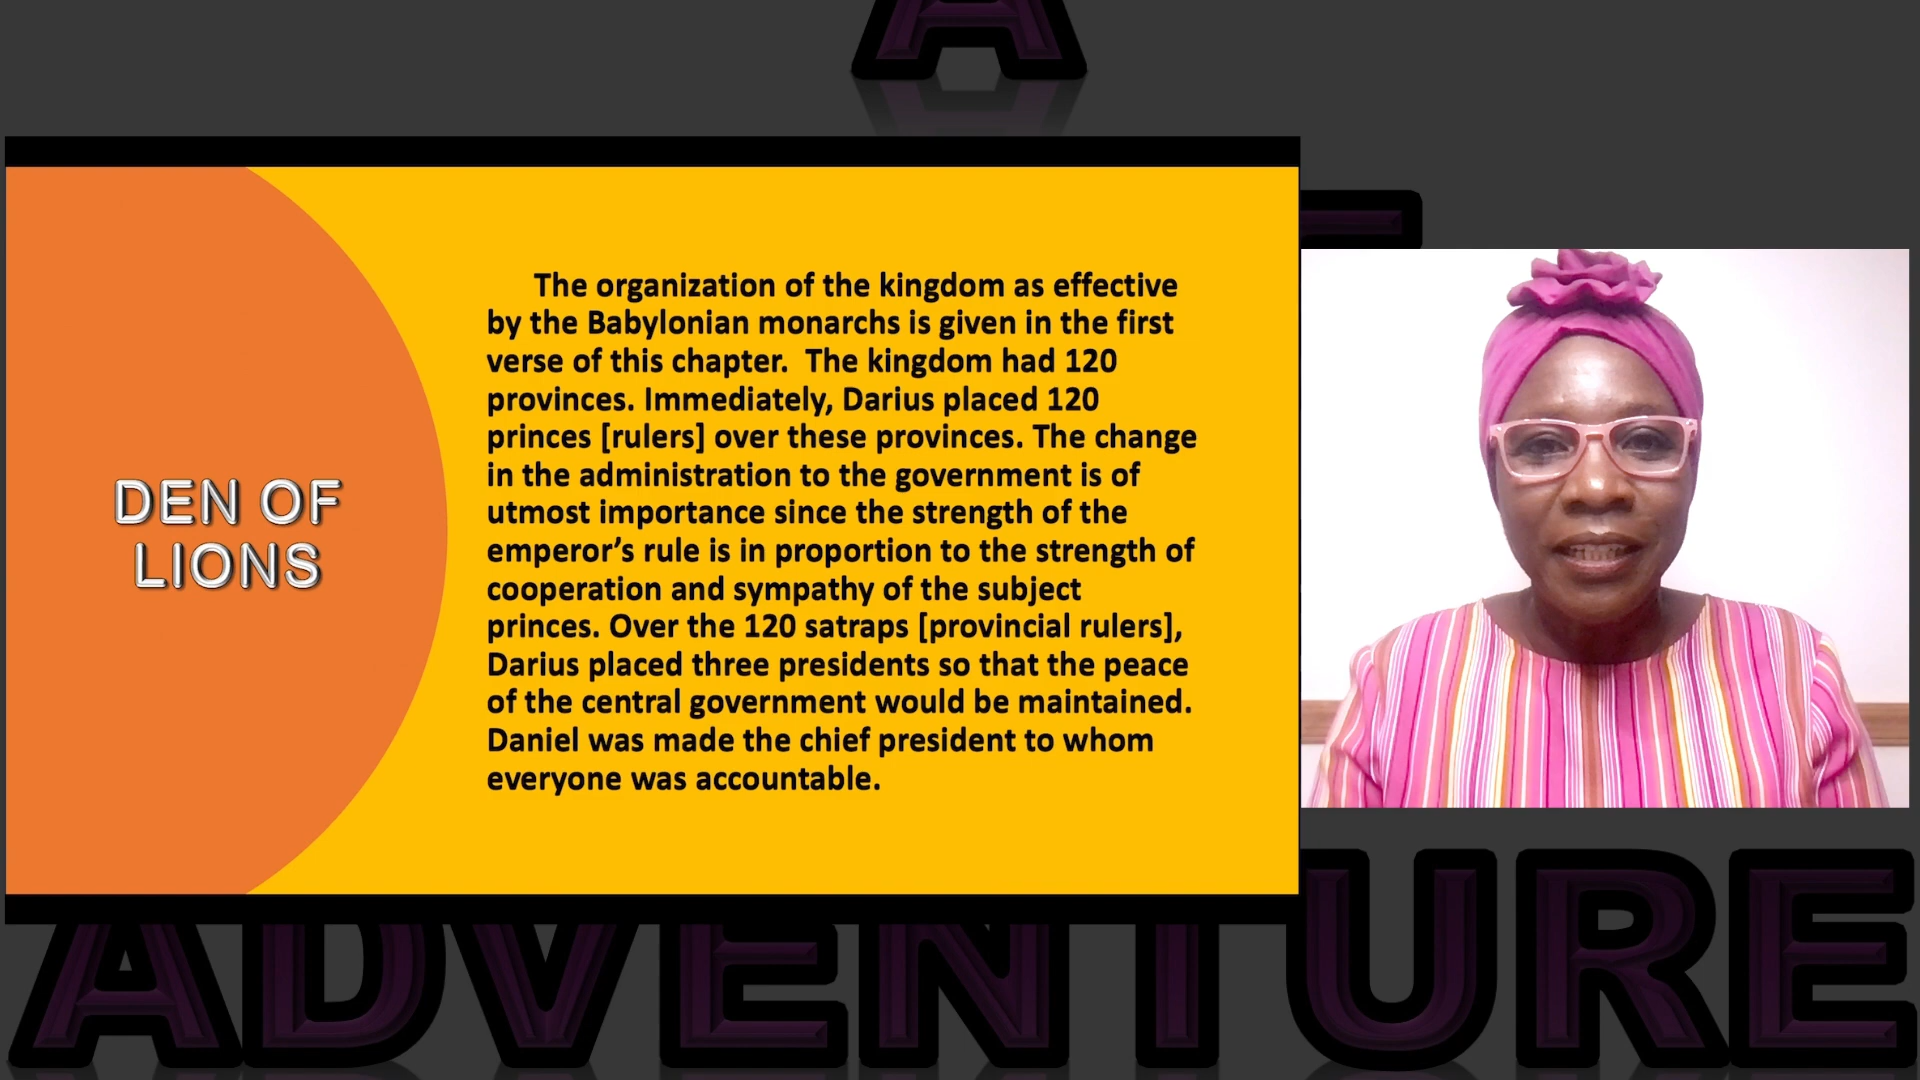 A
DEN OF
LIONS
The organization of the kingdom as effective
by the Babylonian monarchs is given in the first
verse of this chapter.  The kingdom had 120
provinces. Immediately, Darius placed 120
princes [rulers] over these provinces. The change
in the administration to the government is of
utmost importance since the strength of the
emperor’s rule is in proportion to the strength of
cooperation and sympathy of the subject
princes. Over the 120 satraps [provincial rulers],
Darius placed three presidents so that the peace
of the central government would be maintained.
Daniel was made the chief president to whom
everyone was accountable.
ADVENTURE